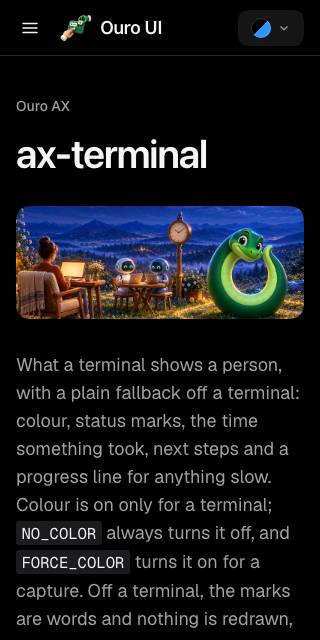 Ouro UI
Ouro AX
ax-terminal
What a terminal shows a person,
with a plain fallback off a terminal:
colour, status marks, the time
something took, next steps and a
progress line for anything slow.
Colour is on only for a terminal;
NO_COLOR always turns it off, and
FORCE_COLOR turns it on for a
capture. Off a terminal, the marks
are words and nothing is redrawn,